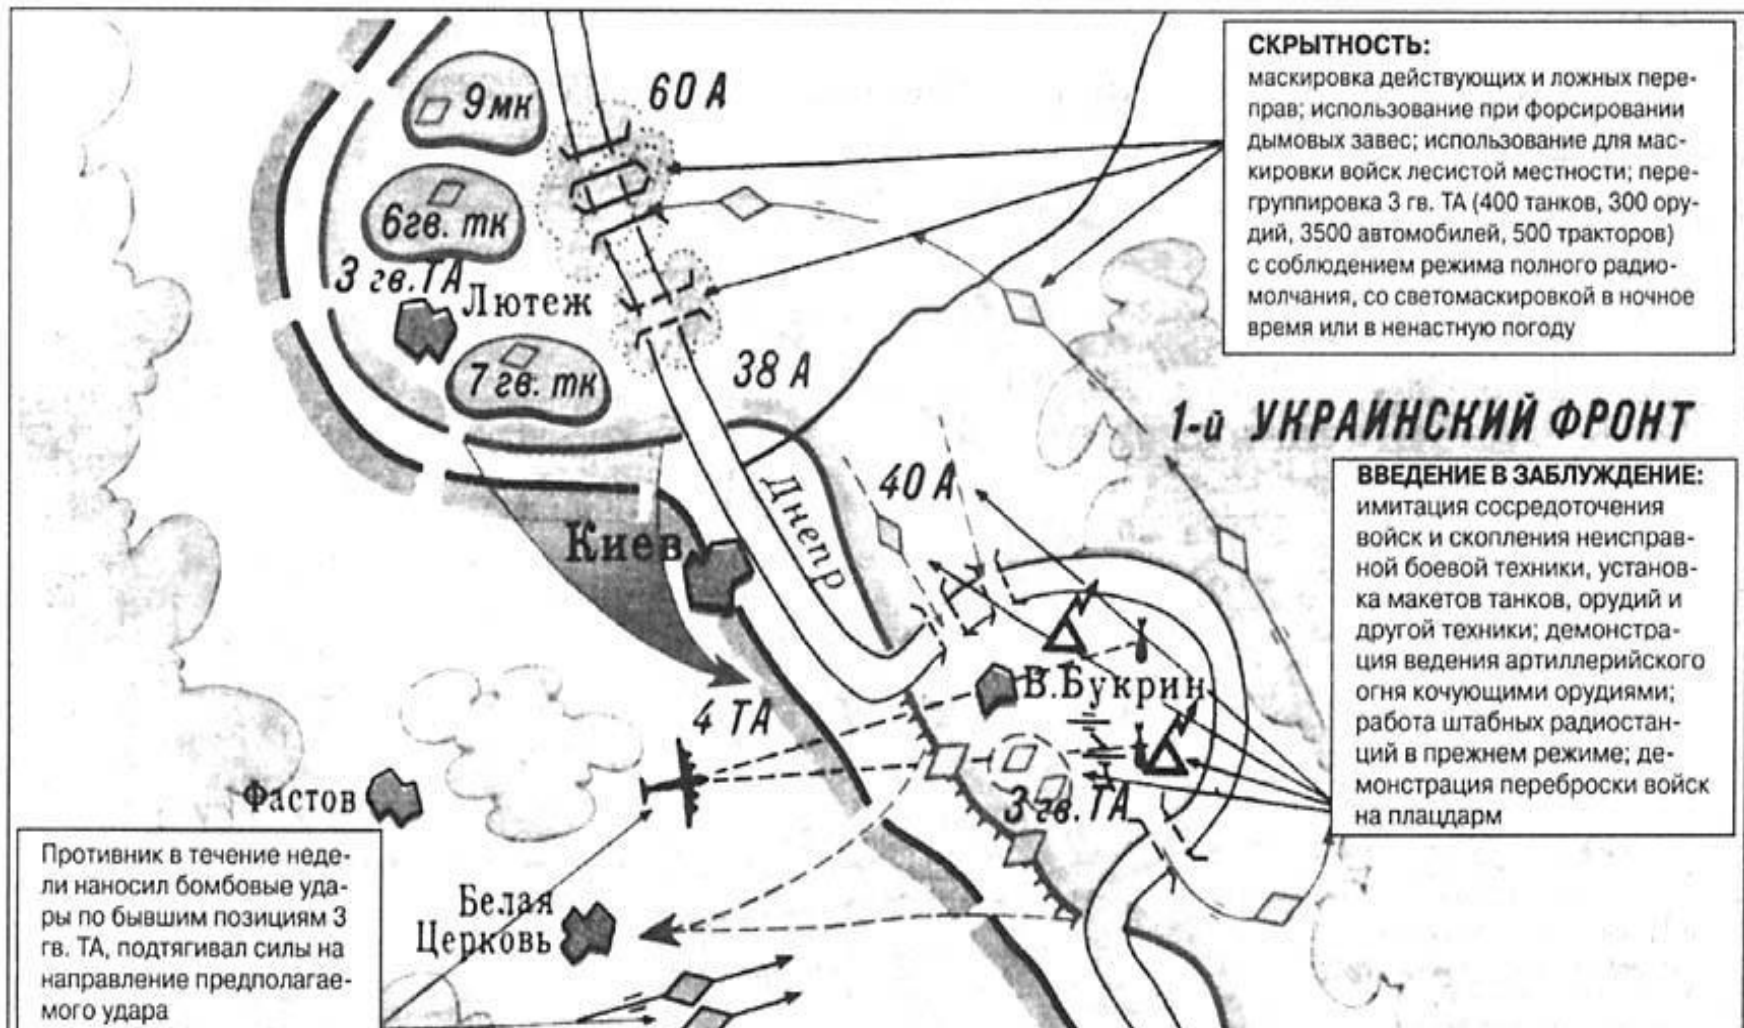 СКРЫТНОСТЬ:
маскировка действующих и ложных пере-
прав; использование при форсировании
дымовых завес; использование для мас-
кировки войск лесистой местности; пере-
группировка 3 гв. ТА (400 танков, 300 ору-
дий, 3500 автомобилей, 500 тракторов)
с соблюдением режима полного радио-
молчания, со светомаскировкой в ночное
время или в ненастную погоду
9 мк
60 А
6 гв. тк
3 гв. ТА
Лютеж
7 гв. тк
38 А
1-й УКРАИНСКИЙ ФРОНТ
40 А
Днепр
Киев
ВВЕДЕНИЕ В ЗАБЛУЖДЕНИЕ:
имитация сосредоточения
войск и скопления неисправ-
ной боевой техники, установ-
ка макетов танков, орудий и
другой техники; демонстра-
ция ведения артиллерийского
огня кочующими орудиями;
работа штабных радиостан-
ций в прежнем режиме; де-
монстрация переброски войск
на плацдарм
В.Букрин
4 ТА
3 гв. ТА
Фастов
Белая
Церковь
Противник в течение неде-
ли наносил бомбовые уда-
ры по бывшим позициям 3
гв. ТА, подтягивал силы на
направление предполагае-
мого удара